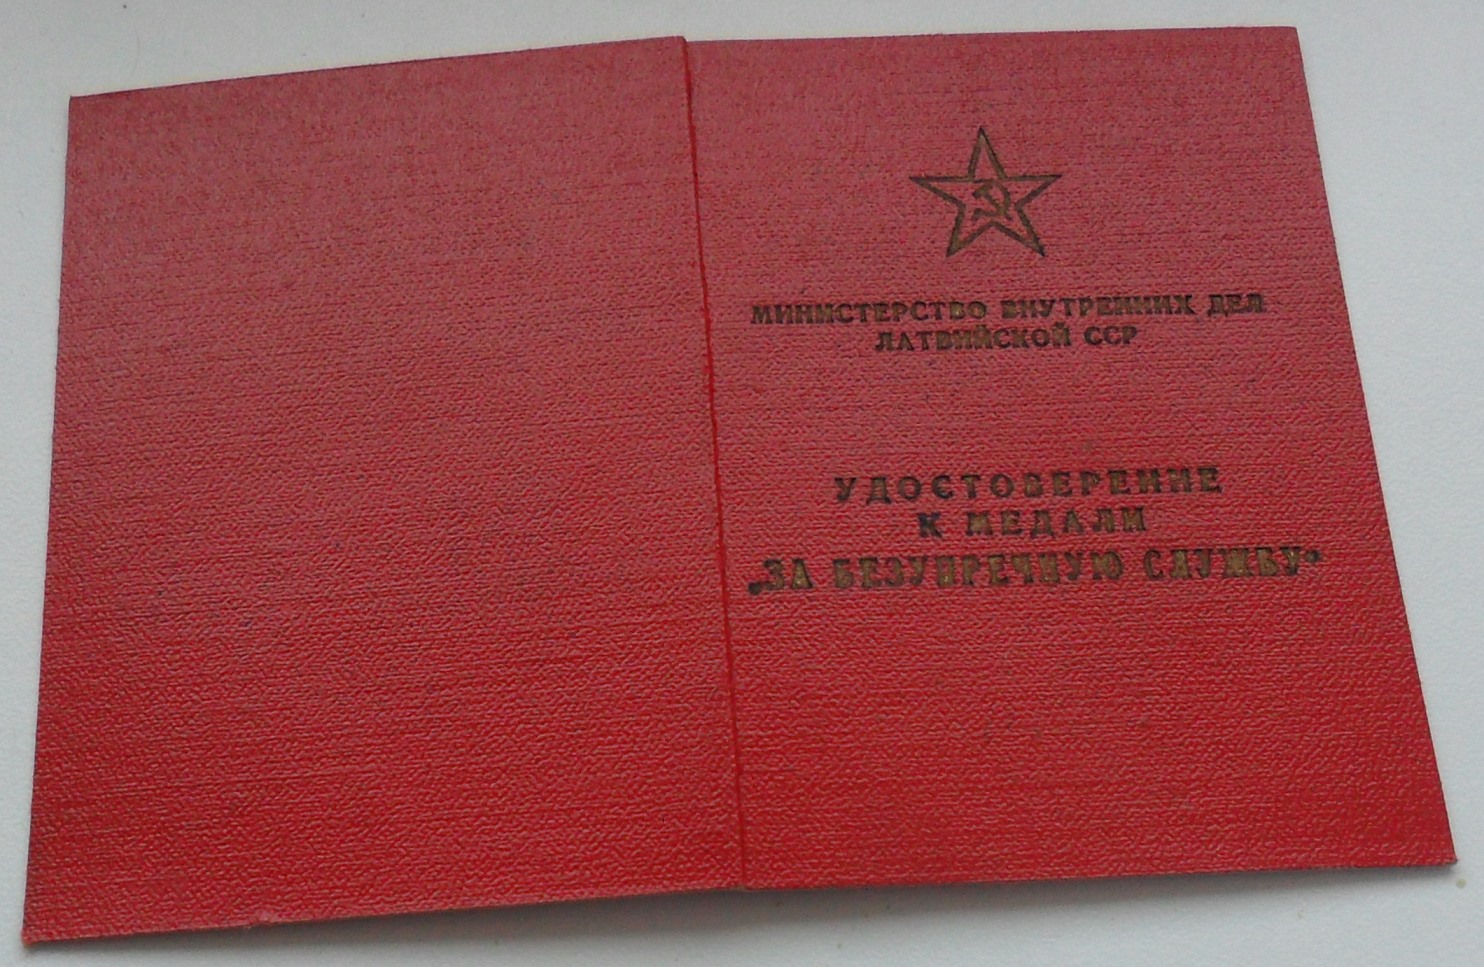 МИНИСТЕРСТВО ВНУТРЕННИХ ДЕЛ
ЛАТВИЙСКОЙ ССР
УДОСТОВЕРЕНИЕ
К МЕДАЛИ
„ЗА БЕЗУПРЕЧНУЮ СЛУЖБУ“